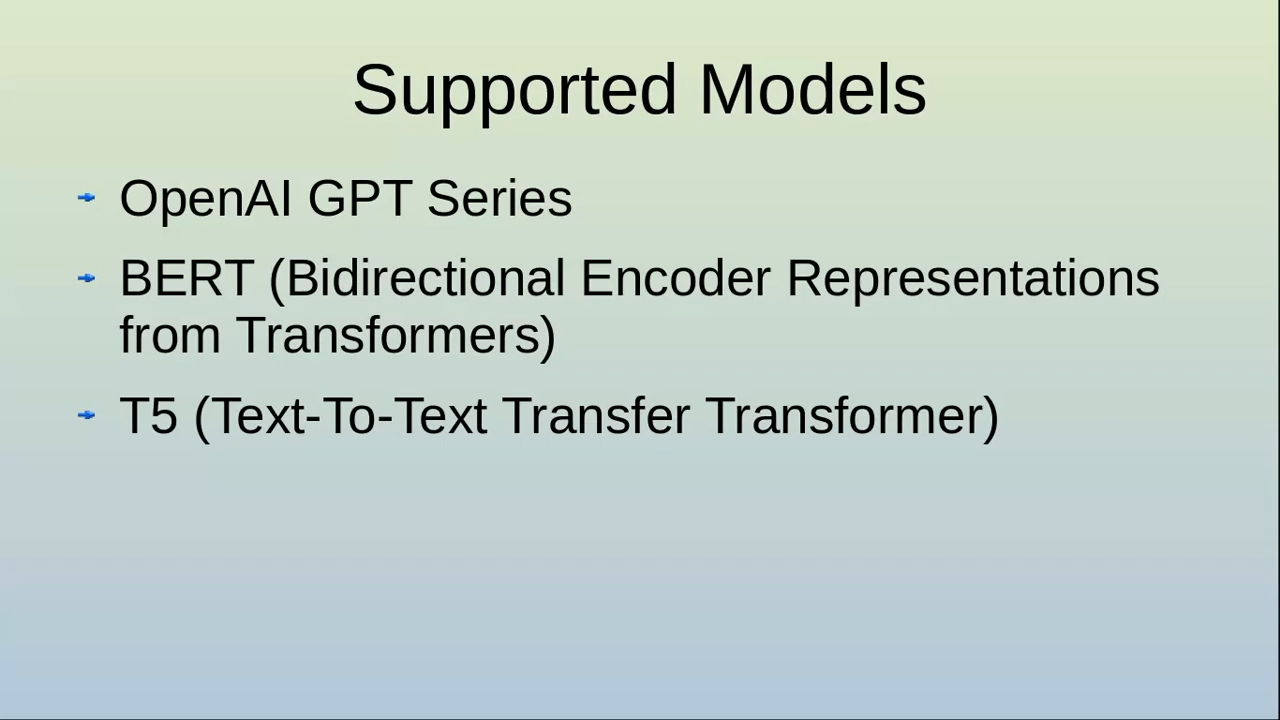 Supported Models
OpenAI GPT Series
BERT (Bidirectional Encoder Representations
from Transformers)
T5 (Text-To-Text Transfer Transformer)